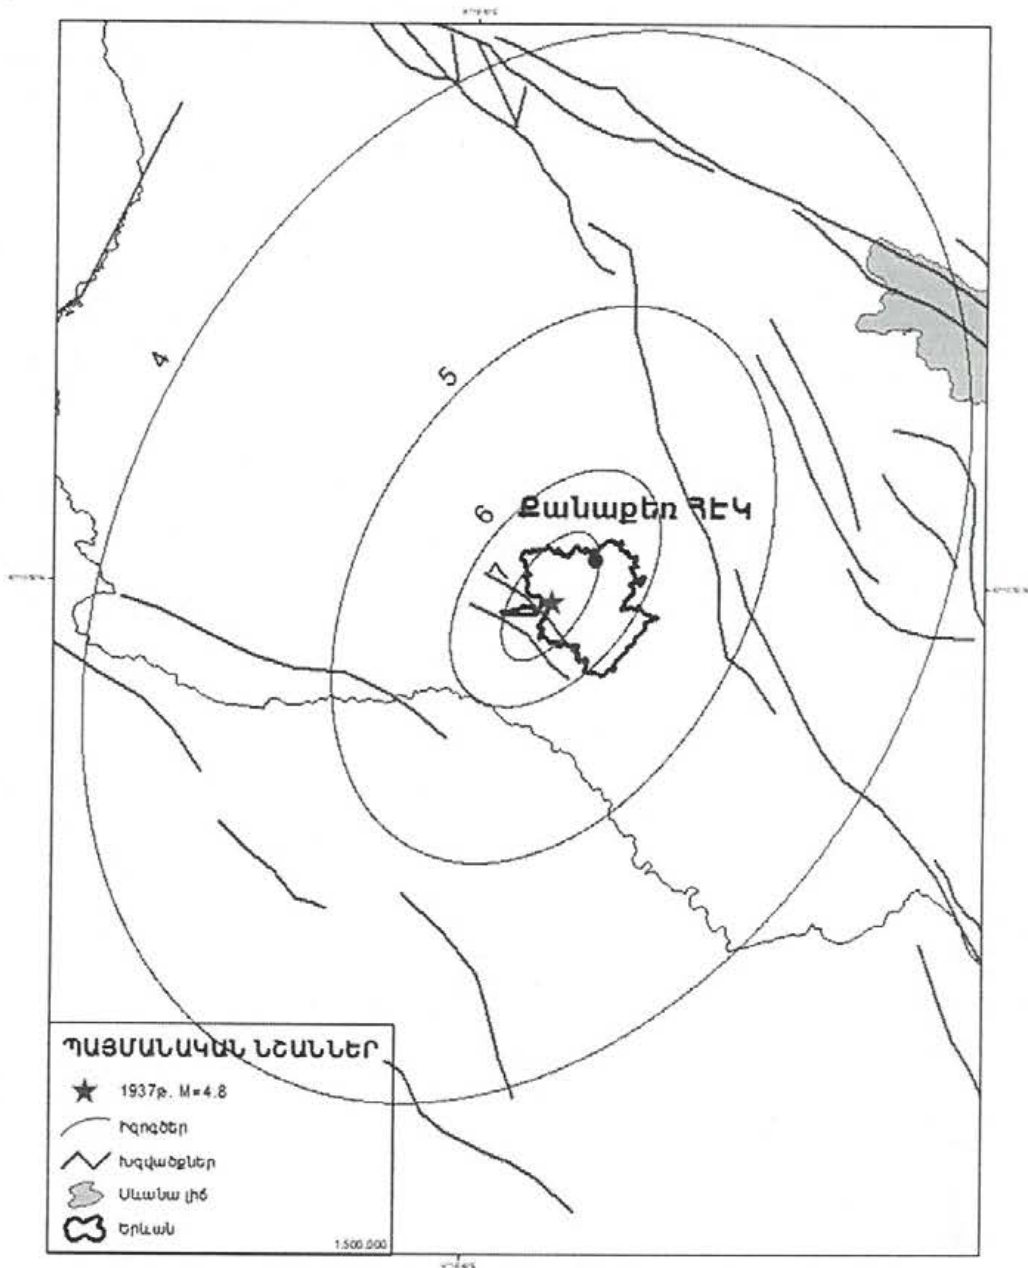 4
5
6
Քանաքեռ ՀԷԿ
7
ՊԱՅՄԱՆԱԿԱՆ ՆՇԱՆՆԵՐ
1937թ. M=4.8
Իզոգծեր
Խզվածքներ
Սևանա լիճ
Երևան
1:500,000